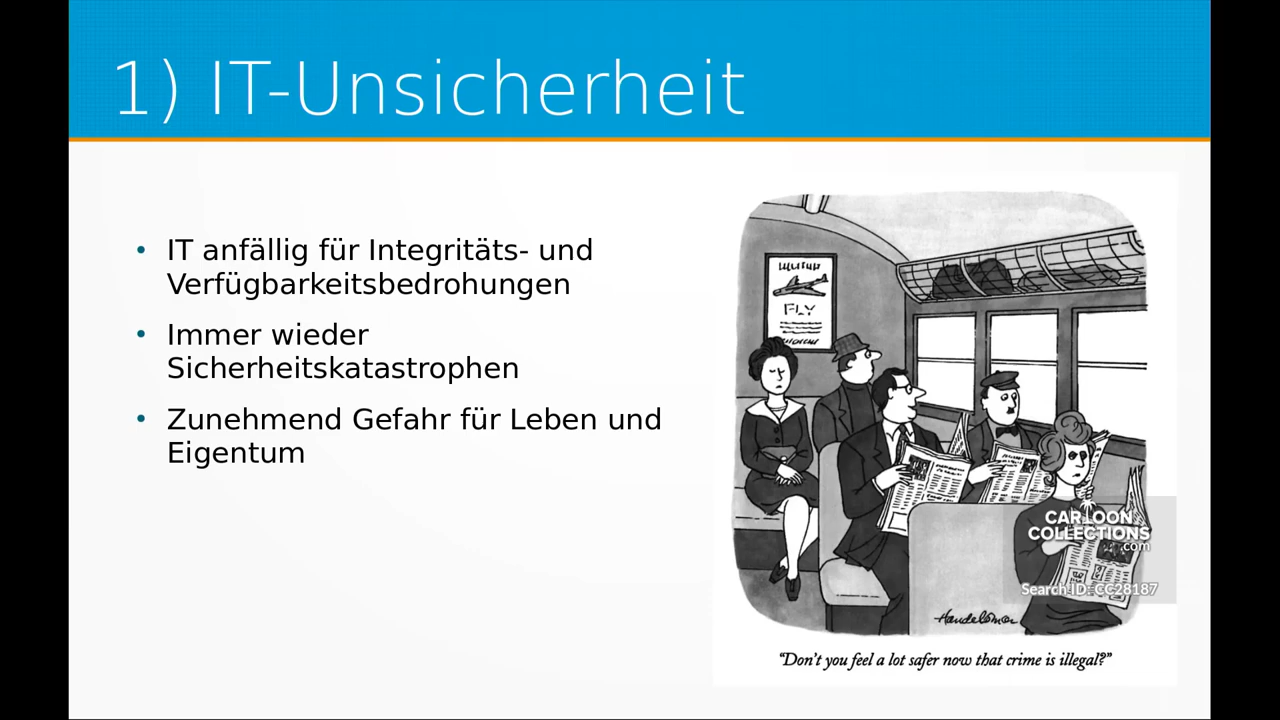 1) IT-Unsicherheit
• IT anfällig für Integritäts- und
Verfügbarkeitsbedrohungen
• Immer wieder
Sicherheitskatastrophen
• Zunehmend Gefahr für Leben und
Eigentum
FLY
Handelsman
CARTOON
COLLECTIONS
.com
Search ID: CC28187
“Don’t you feel a lot safer now that crime is illegal?”